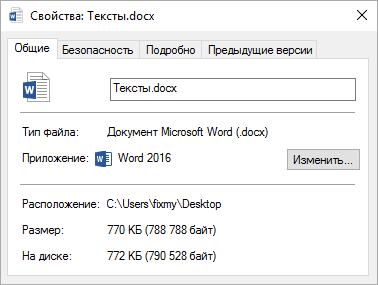 Свойства: Тексты.docx
Общие Безопасность Подробно Предыдущие версии
Тексты.docx
Тип файла: Документ Microsoft Word (.docx)
Приложение: Word 2016 Изменить...
Расположение: C:\Users\fixmy\Desktop
Размер: 770 КБ (788 788 байт)
На диске: 772 КБ (790 528 байт)